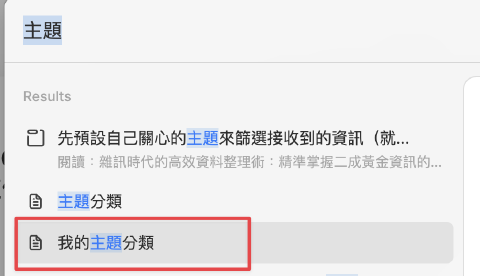 主題
Results
先預設自己關心的主題來篩選接收到的資訊（就...
閱讀：雜訊時代的高效資料整理術：精準掌握二成黃金資訊的...
主題分類
我的主題分類